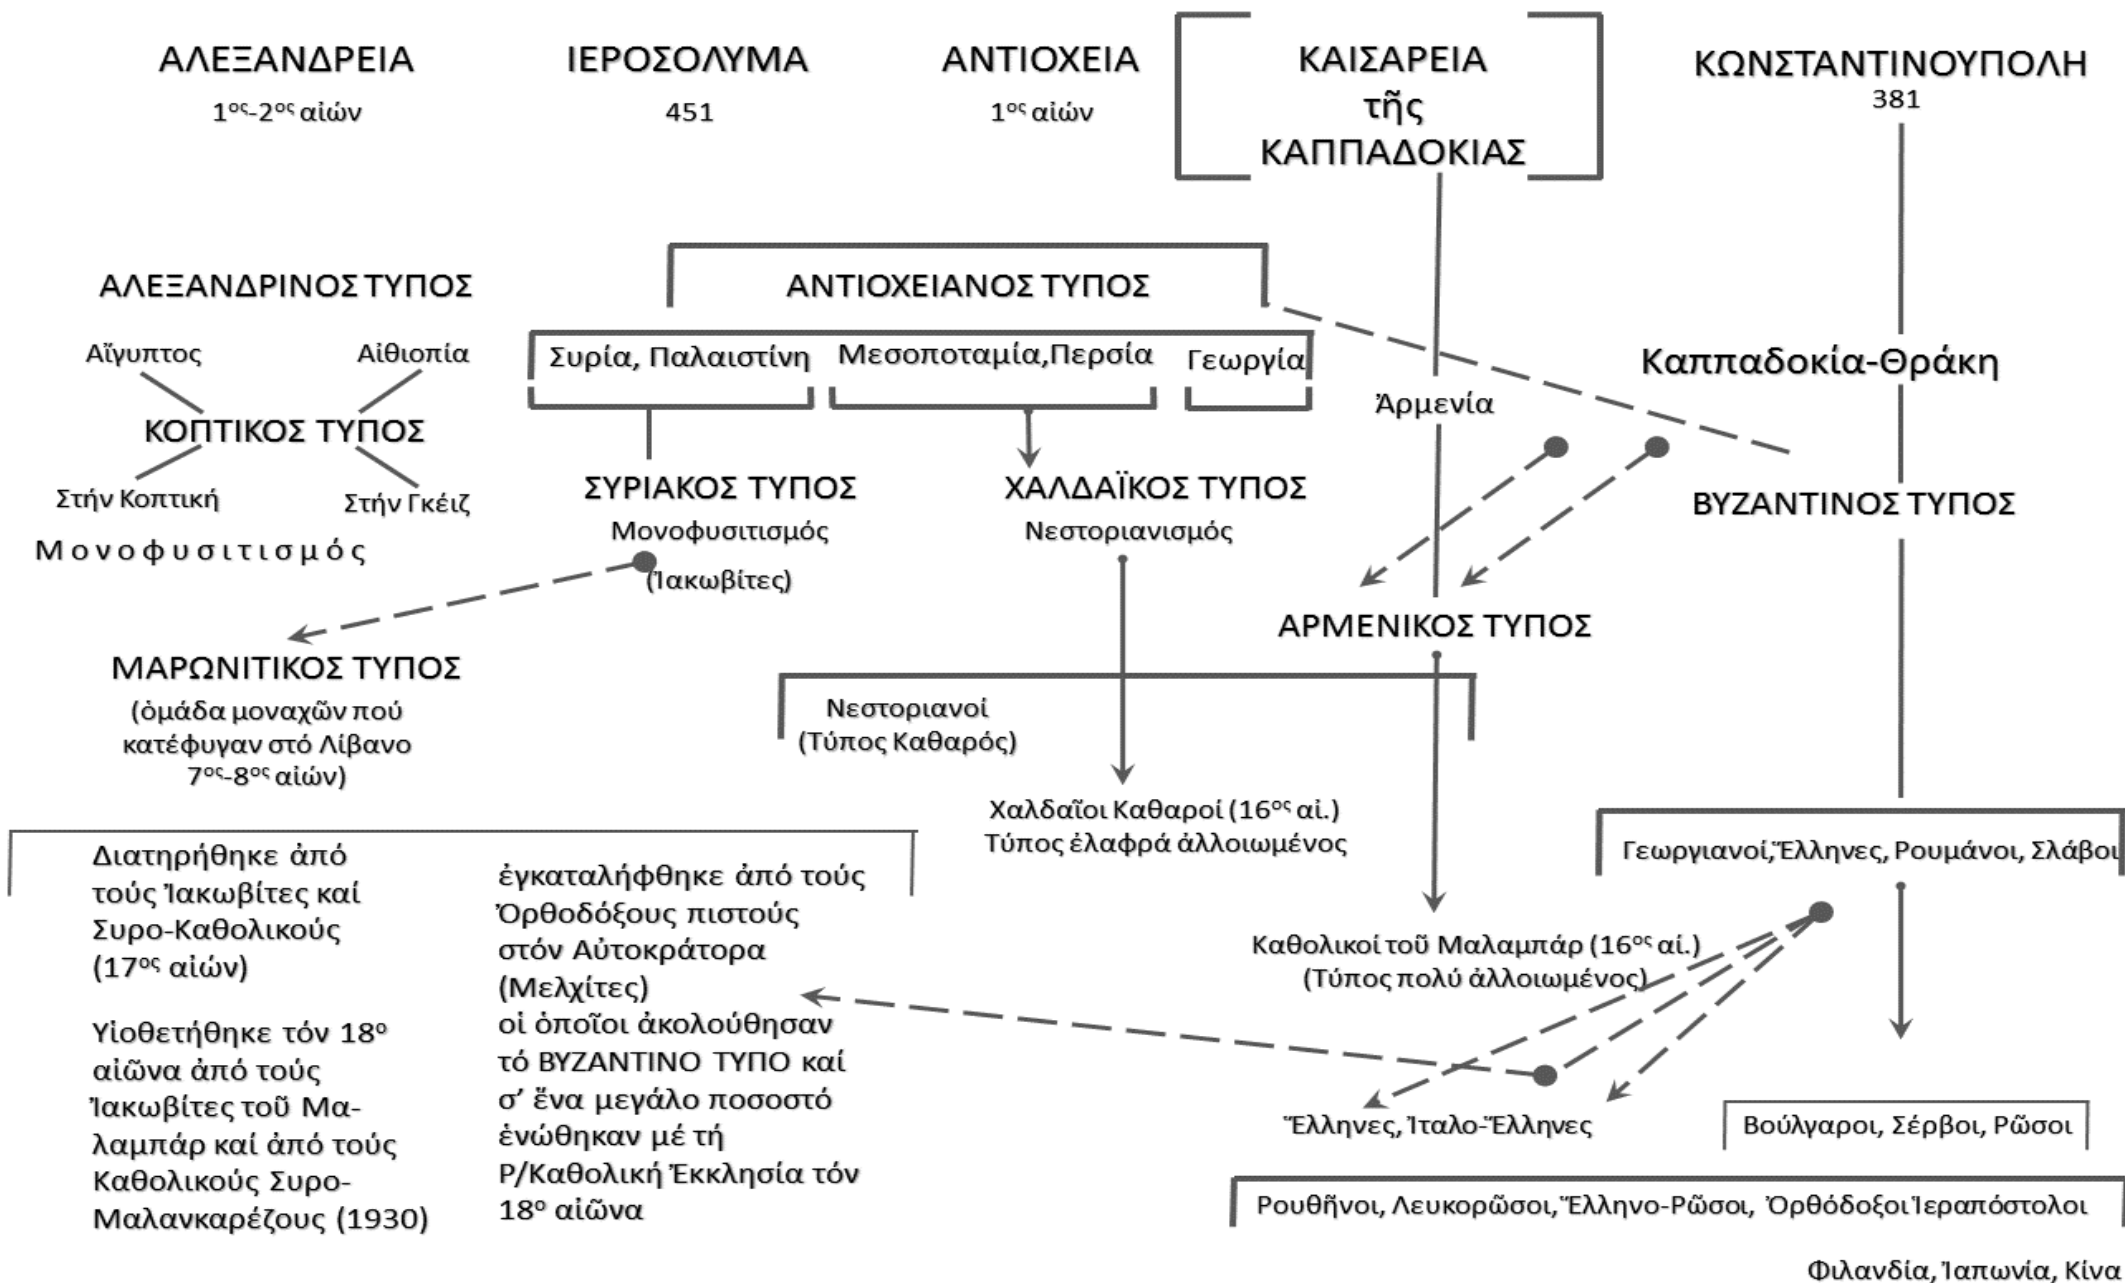 ΑΛΕΞΑΝΔΡΕΙΑ
1ος-2ος αἰών
ΙΕΡΟΣΟΛΥΜΑ
451
ΑΝΤΙΟΧΕΙΑ
1ος αἰών
ΚΑΙΣΑΡΕΙΑ
τῆς
ΚΑΠΠΑΔΟΚΙΑΣ
ΚΩΝΣΤΑΝΤΙΝΟΥΠΟΛΗ
381
ΑΛΕΞΑΝΔΡΙΝΟΣ ΤΥΠΟΣ
ΑΝΤΙΟΧΕΙΑΝΟΣ ΤΥΠΟΣ
Αἴγυπτος
Αἰθιοπία
Συρία, Παλαιστίνη
Μεσοποταμία,Περσία
Γεωργία
Καππαδοκία-Θράκη
Ἀρμενία
ΚΟΠΤΙΚΟΣ ΤΥΠΟΣ
Στήν Κοπτική
Στήν Γκέιζ
Μονοφυσιτισμός
ΣΥΡΙΑΚΟΣ ΤΥΠΟΣ
Μονοφυσιτισμός
(Ἰακωβίτες)
ΧΑΛΔΑΪΚΟΣ ΤΥΠΟΣ
Νεστοριανισμός
ΒΥΖΑΝΤΙΝΟΣ ΤΥΠΟΣ
ΑΡΜΕΝΙΚΟΣ ΤΥΠΟΣ
ΜΑΡΩΝΙΤΙΚΟΣ ΤΥΠΟΣ
(ὁμάδα μοναχῶν πού
κατέφυγαν στό Λίβανο
7ος-8ος αἰών)
Νεστοριανοί
(Τύπος Καθαρός)
Χαλδαῖοι Καθαροί (16ος αἰ.)
Τύπος ἐλαφρά ἀλλοιωμένος
Γεωργιανοί,Ἕλληνες, Ρουμάνοι, Σλάβοι
Διατηρήθηκε ἀπό
τούς Ἰακωβίτες καί
Συρο-Καθολικούς
(17ος αἰών)
Υἱοθετήθηκε τόν 18ο
αἰῶνα ἀπό τούς
Ἰακωβίτες τοῦ Μα-
λαμπάρ καί ἀπό τούς
Καθολικούς Συρο-
Μαλανκαρέζους (1930)
ἐγκαταλήφθηκε ἀπό τούς
Ὀρθοδόξους πιστούς
στόν Αὐτοκράτορα
(Μελχίτες)
οἱ ὁποῖοι ἀκολούθησαν
τό ΒΥΖΑΝΤΙΝΟ ΤΥΠΟ καί
σ’ ἕνα μεγάλο ποσοστό
ἑνώθηκαν μέ τή
Ρ/Καθολική Ἐκκλησία τόν
18ο αἰῶνα
Καθολικοί τοῦ Μαλαμπάρ (16ος αἰ.)
(Τύπος πολύ ἀλλοιωμένος)
Ἕλληνες, Ἰταλο-Ἕλληνες
Βούλγαροι, Σέρβοι, Ρῶσοι
Ρουθῆνοι, Λευκορῶσοι,Ἕλληνο-Ρῶσοι, Ὀρθόδοξοι Ἱεραπόστολοι
Φιλανδία, Ἰαπωνία, Κίνα